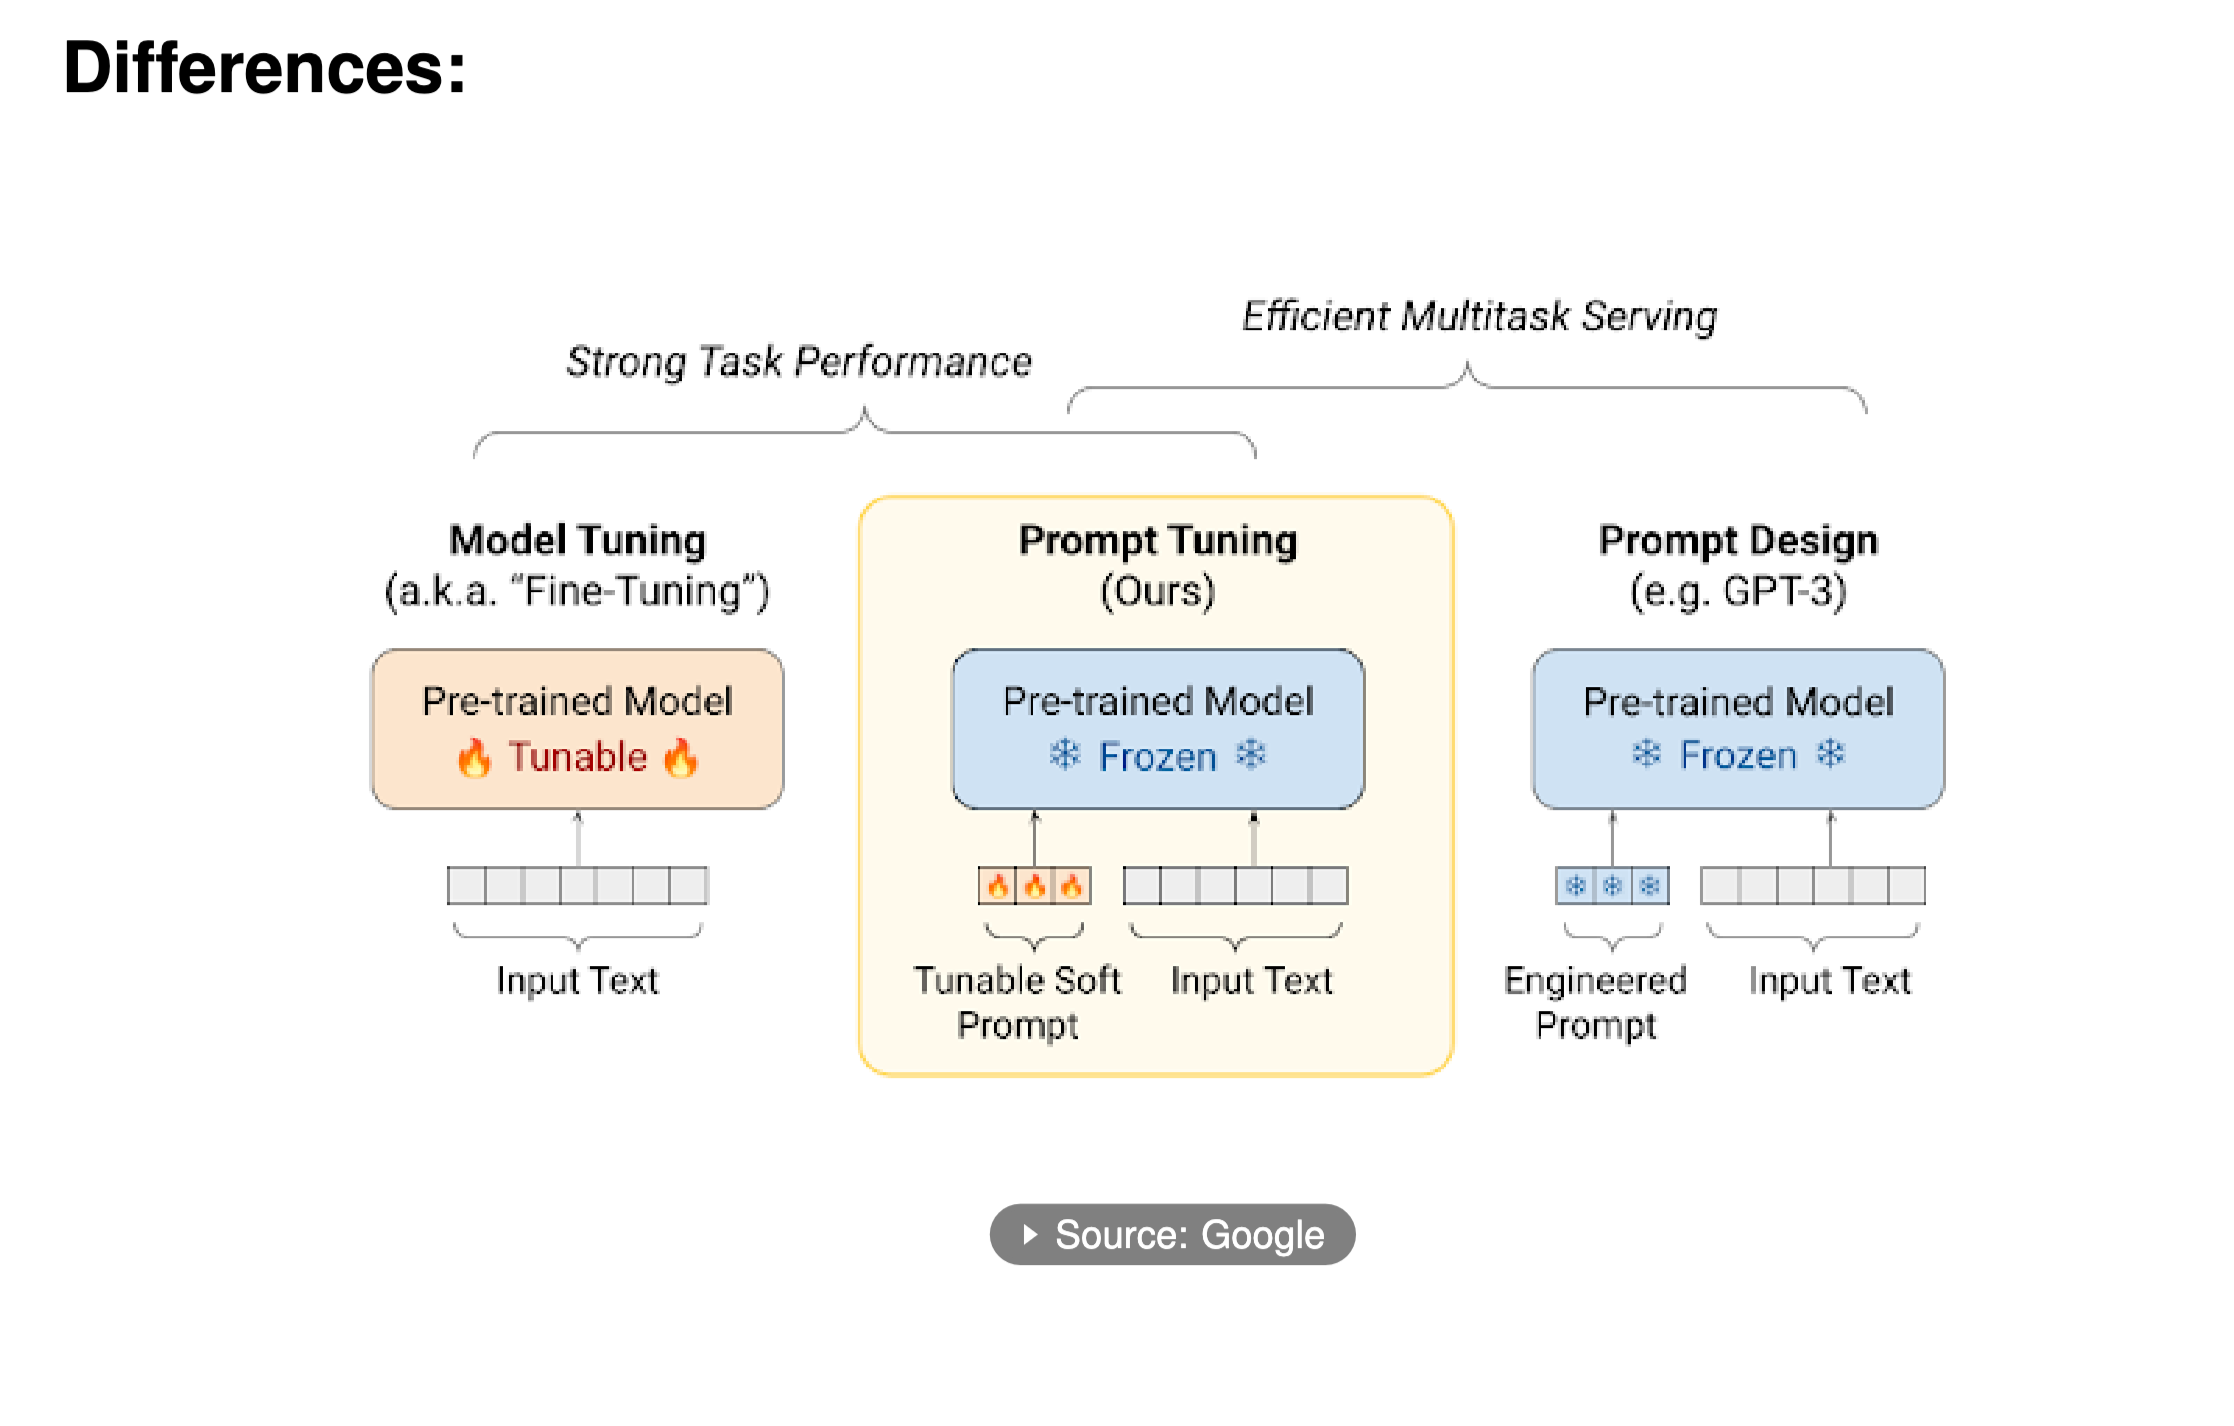 Differences:
Efficient Multitask Serving
Strong Task Performance
Model Tuning
(a.k.a. “Fine-Tuning”)
Pre-trained Model
Tunable
Input Text
Prompt Tuning
(Ours)
Pre-trained Model
Frozen
Tunable Soft
Prompt
Input Text
Prompt Design
(e.g. GPT-3)
Pre-trained Model
Frozen
Engineered
Prompt
Input Text
Source: Google